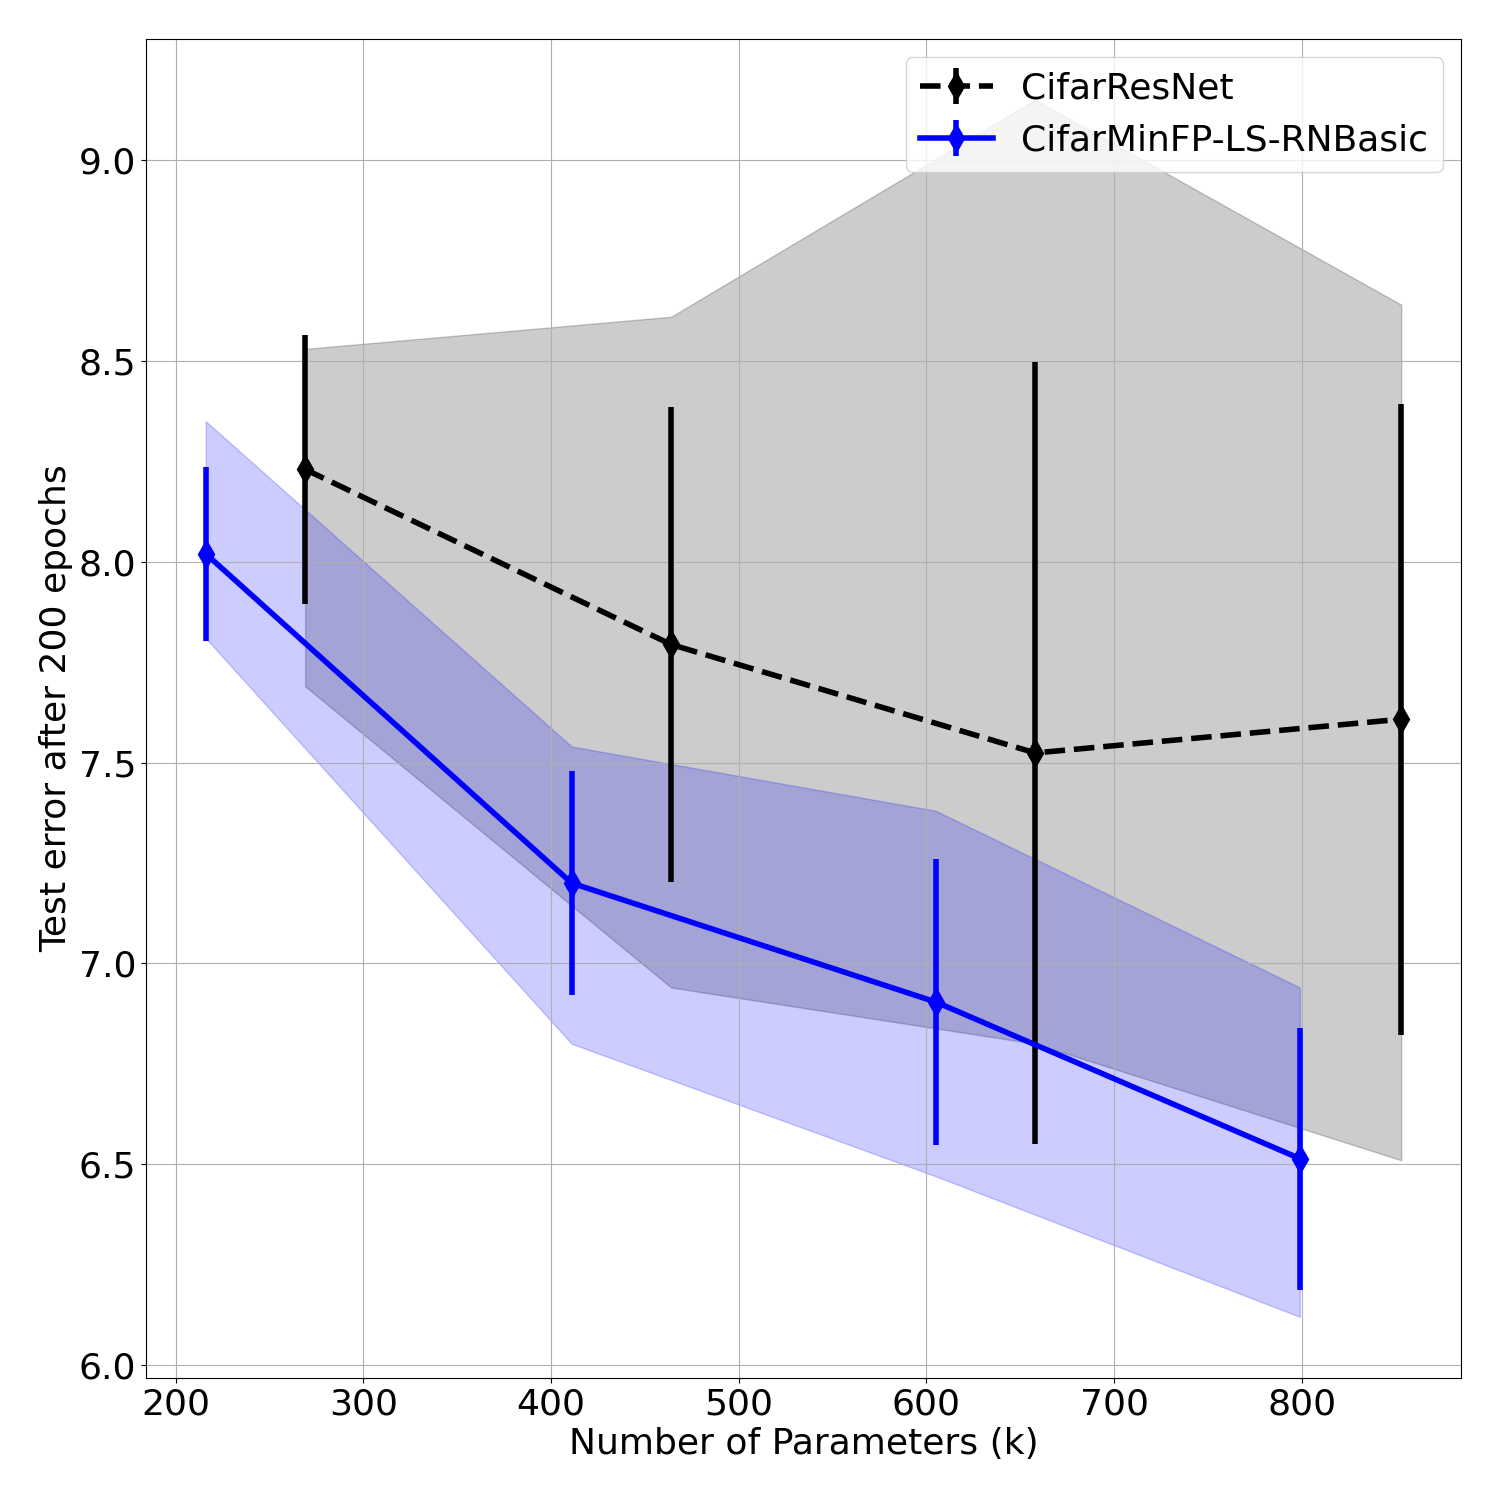 CifarResNet
CifarMinFP-LS-RNBasic
Test error after 200 epochs
9.0
8.5
8.0
7.5
7.0
6.5
6.0
200 300 400 500 600 700 800
Number of Parameters (k)